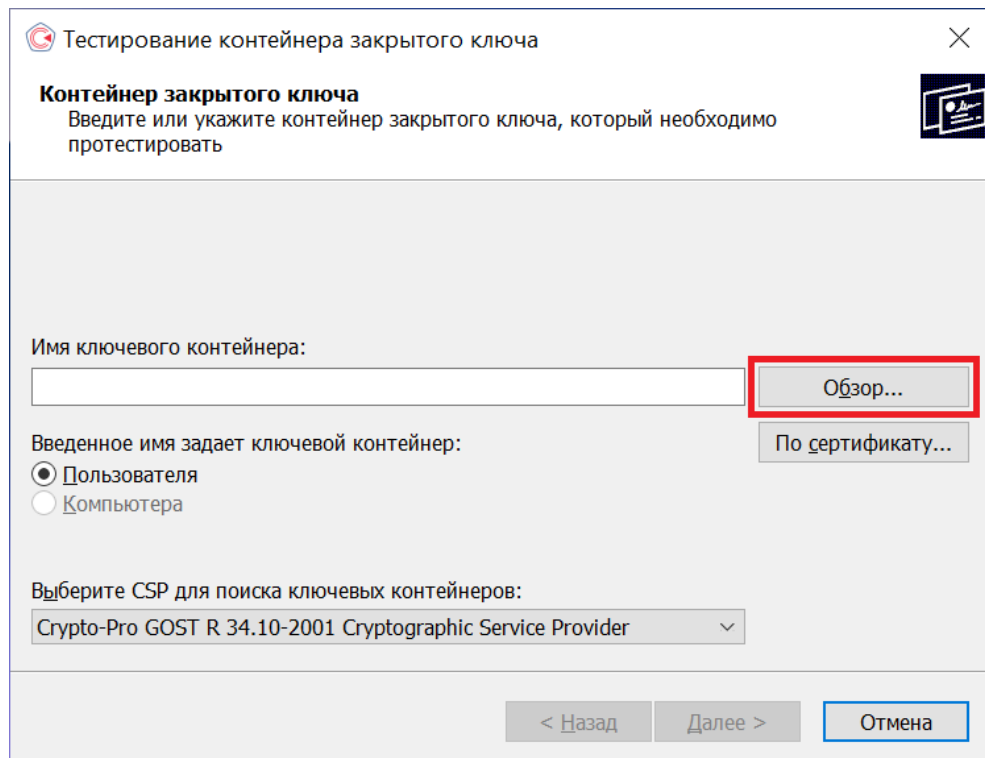 Тестирование контейнера закрытого ключа
Контейнер закрытого ключа
Введите или укажите контейнер закрытого ключа, который необходимо
протестировать
Имя ключевого контейнера:
Обзор...
Введенное имя задает ключевой контейнер:
По сертификату...
Пользователя
Компьютера
Выберите CSP для поиска ключевых контейнеров:
Crypto-Pro GOST R 34.10-2001 Cryptographic Service Provider
< Назад
Далее >
Отмена